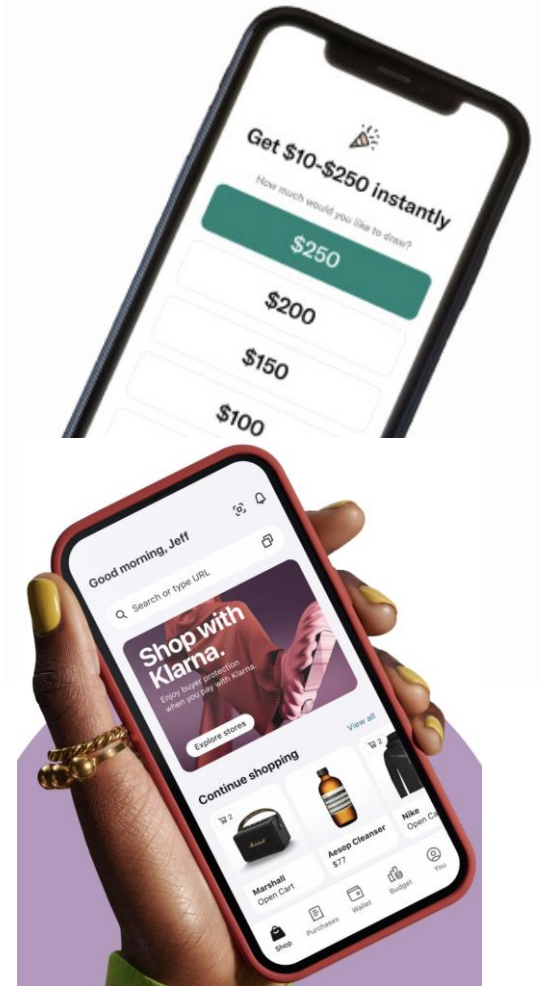 Get $10-$250 instantly
How much would you like to draw?
$250
$200
$150
$100
Good morning, Jeff
Search or type URL
Shop with
Klarna.
Enjoy buyer protection
when you pay with Klarna.
Explore stores
Continue shopping
View all
2
2
Marshall
Marshall
Open Cart
Aesop Cleanser
$77
Nike
Open Ca
Shop
Purchases
Wallet
Budget
You